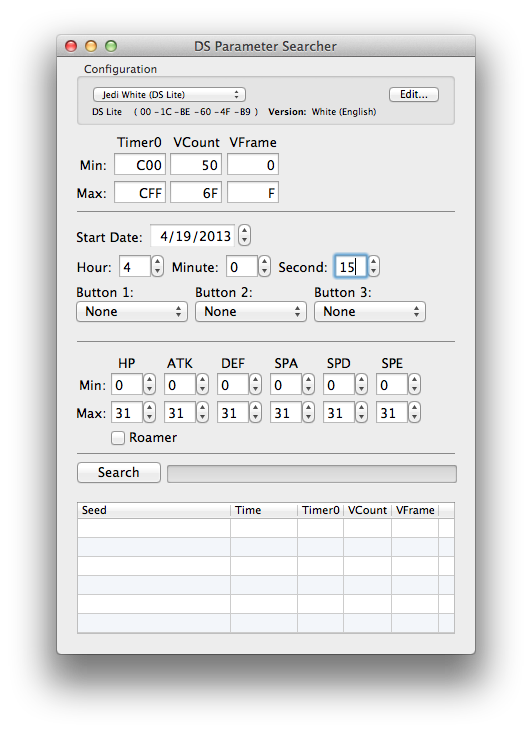 DS Parameter Searcher
Configuration
Jedi White (DS Lite) Edit...
DS Lite ( 00 -1C -BE -60 -4F -B9 ) Version: White (English)
Timer0 VCount VFrame
Min: C00 50 0
Max: CFF 6F F
Start Date: 4/19/2013
Hour: 4 Minute: 0 Second: 15
Button 1: Button 2: Button 3:
None None None
HP ATK DEF SPA SPD SPE
Min: 0 0 0 0 0 0
Max: 31 31 31 31 31 31
Roamer
Search
Seed Time Timer0 VCount VFrame